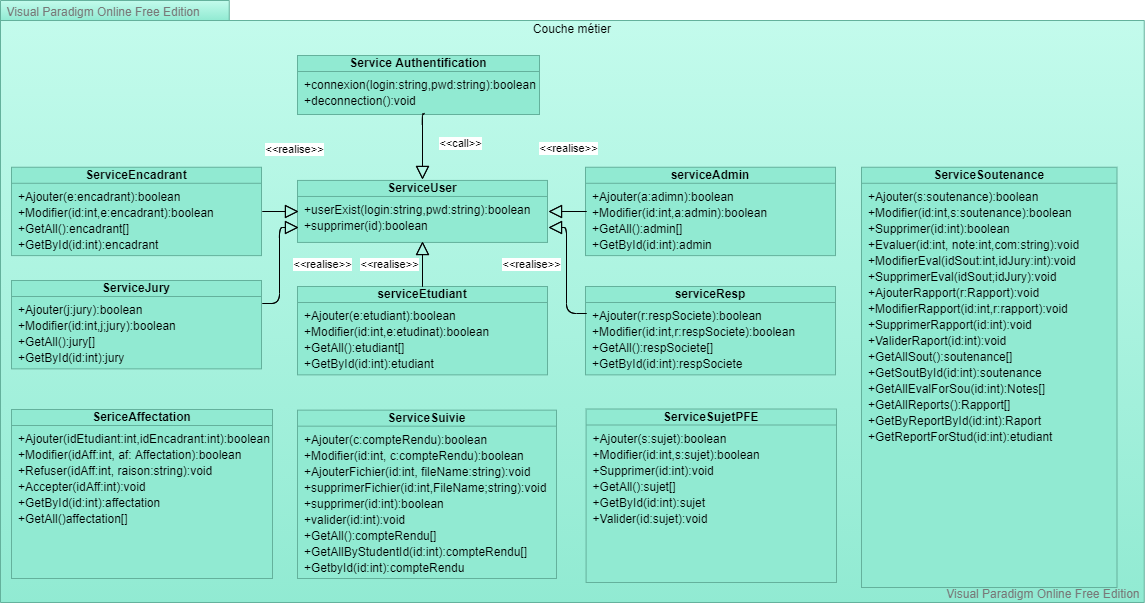 Visual Paradigm Online Free Edition
Couche métier
Service Authentification
+connexion(login:string,pwd:string):boolean
+deconnection():void
<<realise>>
<<call>>
<<realise>>
ServiceEncadrant
+Ajouter(e:encadrant):boolean
+Modifier(id:int,e:encadrant):boolean
+GetAll():encadrant[]
+GetById(id:int):encadrant
ServiceUser
+userExist(login:string,pwd:string):boolean
+supprimer(id):boolean
serviceAdmin
+Ajouter(a:adimn):boolean
+Modifier(id:int,a:admin):boolean
+GetAll():admin[]
+GetById(id:int):admin
ServiceSoutenance
+Ajouter(s:soutenance):boolean
+Modifier(id:int,s:soutenance):boolean
+Supprimer(id:int):boolean
+Evaluer(id:int, note:int,com:string):void
+ModifierEval(idSout:int,idJury:int):void
+SupprimerEval(idSout;idJury):void
+AjouterRapport(r:Rapport):void
+ModifierRapport(id:int,r:rapport):void
+SupprimerRapport(id:int):void
+ValiderRaport(id:int):void
+GetAllSout():soutenance[]
+GetSoutById(id:int):soutenance
+GetAllEvalForSou(id:int):Notes[]
+GetAllReports():Rapport[]
+GetByReportById(id:int):Raport
+GetReportForStud(id:int):etudiant
<<realise>>
<<realise>>
<<realise>>
ServiceJury
+Ajouter(j:jury):boolean
+Modifier(id:int,j;jury):boolean
+GetAll():jury[]
+GetById(id:int):jury
serviceEtudiant
+Ajouter(e:etudiant):boolean
+Modifier(id:int,e:etudinat):boolean
+GetAll():etudiant[]
+GetById(id:int):etudiant
serviceResp
+Ajouter(r:respSociete):boolean
+Modifier(id:int,r:respSociete):boolean
+GetAll():respSociete[]
+GetById(id:int):respSociete
SericeAffectation
+Ajouter(idEtudiant:int,idEncadrant:int):boolean
+Modifier(idAff:int, af: Affectation):boolean
+Refuser(idAff:int, raison:string):void
+Accepter(idAff:int):void
+GetById(id:int):affectation
+GetAll()affectation[]
ServiceSuivie
+Ajouter(c:compteRendu):boolean
+Modifier(id:int, c:compteRendu):boolean
+AjouterFichier(id:int, fileName:string):void
+supprimerFichier(id:int,FileName;string):void
+supprimer(id:int):boolean
+valider(id:int):void
+GetAll():compteRendu[]
+GetAllByStudentId(id:int):compteRendu[]
+GetbyId(id:int):compteRendu
ServiceSujetPFE
+Ajouter(s:sujet):boolean
+Modifier(id:int,s:sujet):boolean
+Supprimer(id:int):void
+GetAll():sujet[]
+GetById(id:int):sujet
+Valider(id:sujet):void
Visual Paradigm Online Free Edition